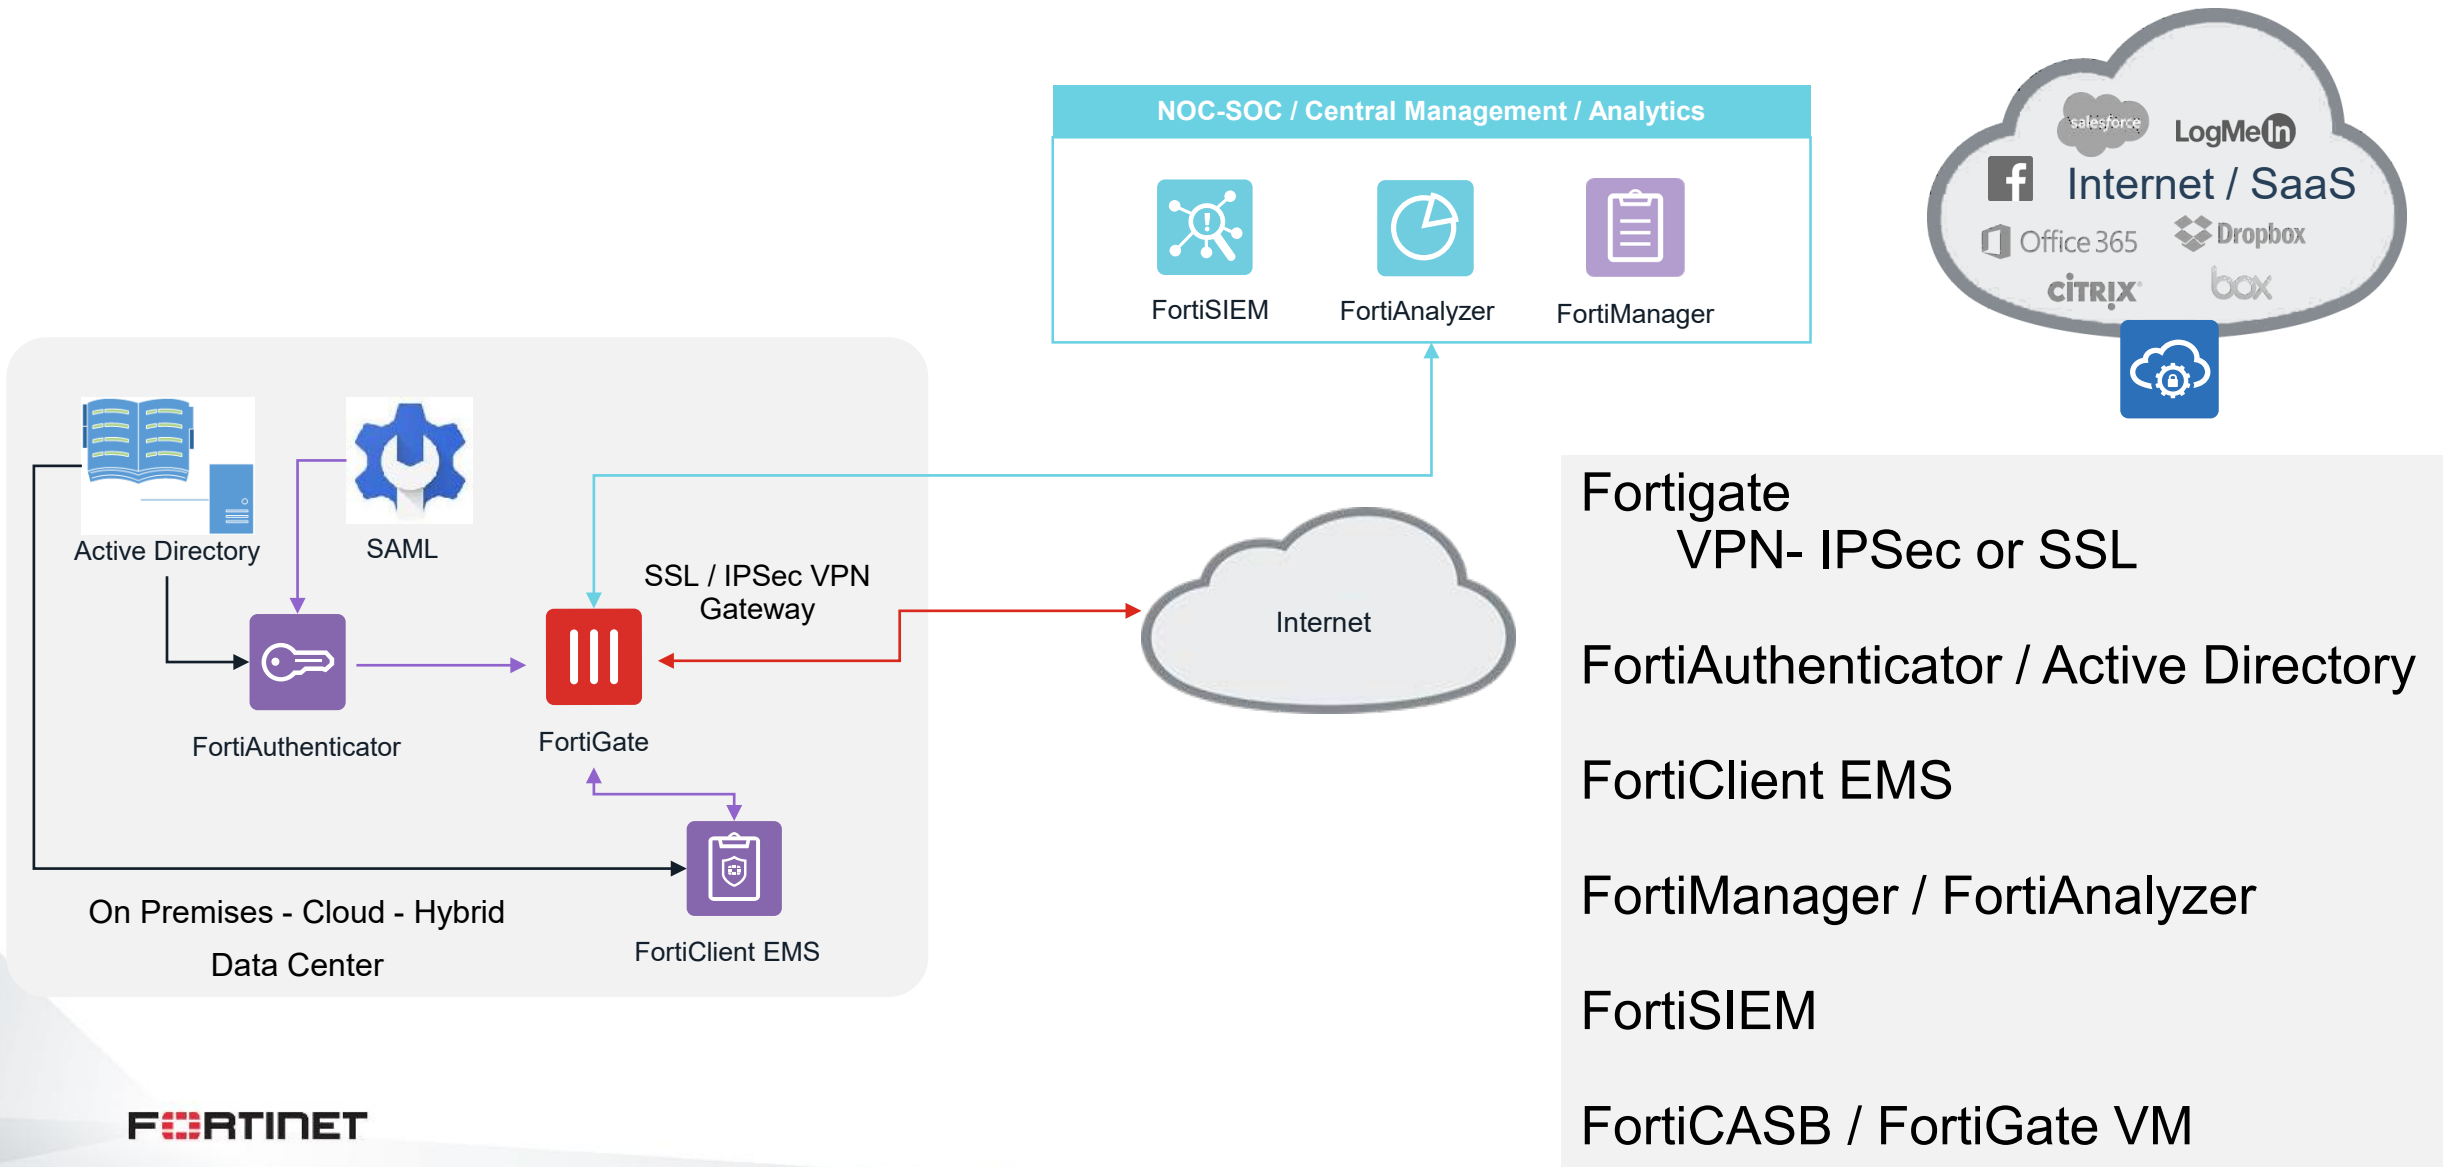 NOC-SOC / Central Management / Analytics
FortiSIEM
FortiAnalyzer
FortiManager
salesforce
LogMeIn
Internet / SaaS
Office 365
Dropbox
CİTRIX
box
Active Directory
SAML
SSL / IPSec VPN
Gateway
Internet
FortiAuthenticator
FortiGate
On Premises - Cloud - Hybrid
Data Center
FortiClient EMS
Fortigate
VPN- IPSec or SSL
FortiAuthenticator / Active Directory
FortiClient EMS
FortiManager / FortiAnalyzer
FortiSIEM
FortiCASB / FortiGate VM
FORTINET